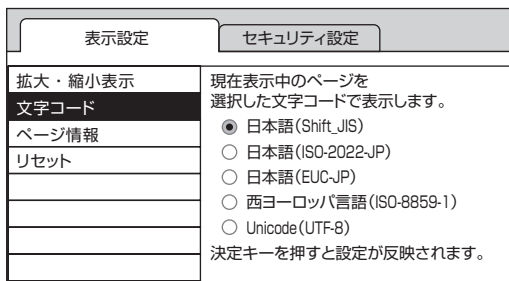 表示設定
セキュリティ設定
拡大・縮小表示
文字コード
ページ情報
リセット
現在表示中のページを
選択した文字コードで表示します。
日本語(Shift_JIS)
日本語(ISO-2022-JP)
日本語(EUC-JP)
西ヨーロッパ言語(ISO-8859-1)
Unicode(UTF-8)
決定キーを押すと設定が反映されます。